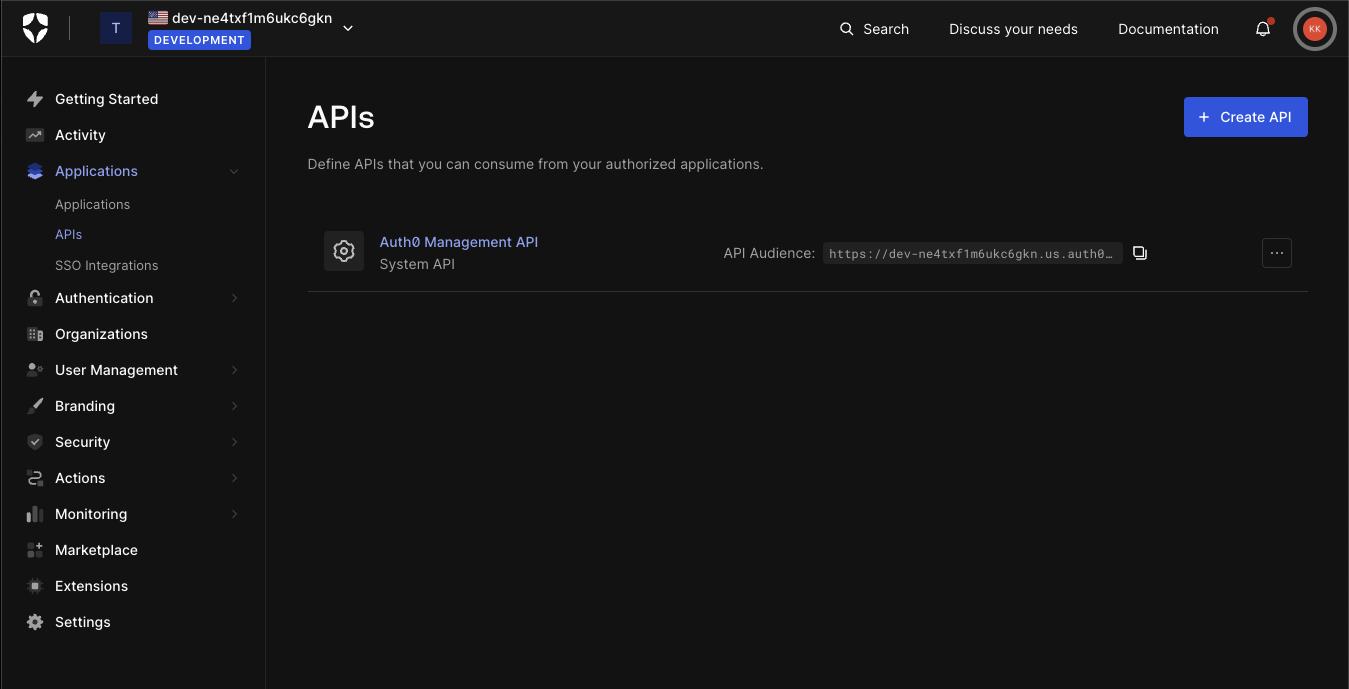 T
dev-ne4txf1m6ukc6gkn
DEVELOPMENT
Search
Discuss your needs
Documentation
KK
Getting Started
Activity
Applications
Applications
APIs
SSO Integrations
Authentication
Organizations
User Management
Branding
Security
Actions
Monitoring
Marketplace
Extensions
Settings
APIs
+ Create API
Define APIs that you can consume from your authorized applications.
Auth0 Management API
System API
API Audience: https://dev-ne4txf1m6ukc6gkn.us.auth0…